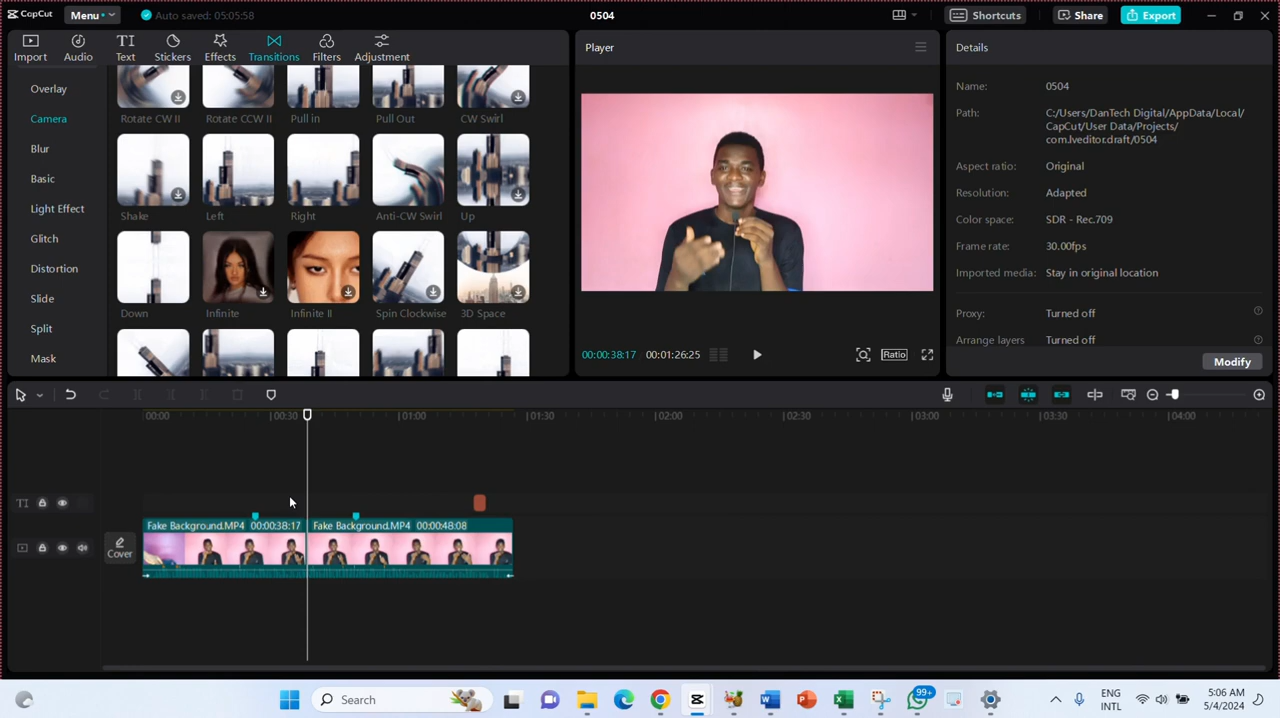 CapCut Menu Auto saved: 05:05:58 0504 Shortcuts Share Export
Import Audio Text Stickers Effects Transitions Filters Adjustment
Overlay
Camera
Blur
Basic
Light Effect
Glitch
Distortion
Slide
Split
Mask
Rotate CW II Rotate CCW II Pull in Pull Out CW Swirl
Shake Left Right Anti-CW Swirl Up
Down Infinite Infinite II Spin Clockwise 3D Space
Player
00:00:38:17 00:01:26:25 Ratio
Details
Name: 0504
Path: C:/Users/DanTech Digital/AppData/Local/
CapCut/User Data/Projects/
com.lveditor.draft/0504
Aspect ratio: Original
Resolution: Adapted
Color space: SDR - Rec.709
Frame rate: 30.00fps
Imported media: Stay in original location
Proxy: Turned off
Arrange layers Turned off
Modify
00:00 00:30 01:00 01:30 02:00 02:30 03:00 03:30 04:00
TI
Fake Background.MP4 00:00:38:17 Fake Background.MP4 00:00:48:08
Cover
Search 99+ ENG
INTL
5:06 AM
5/4/2024